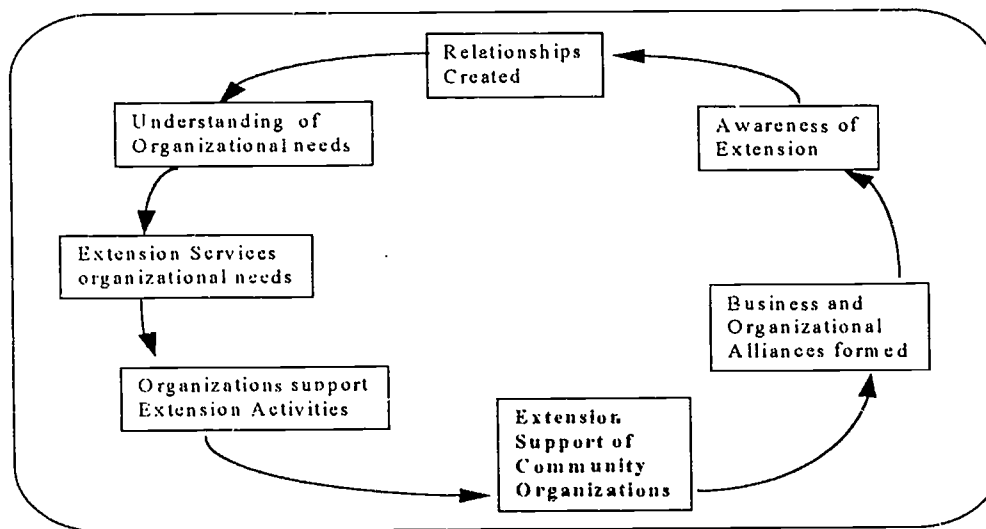 Relationships
Created
Understanding of
Organizational needs
Awareness of
Extension
Extension Services
organizational needs
Business and
Organizational
Alliances formed
Organizations support
Extension Activities
Extension
Support of
Community
Organizations